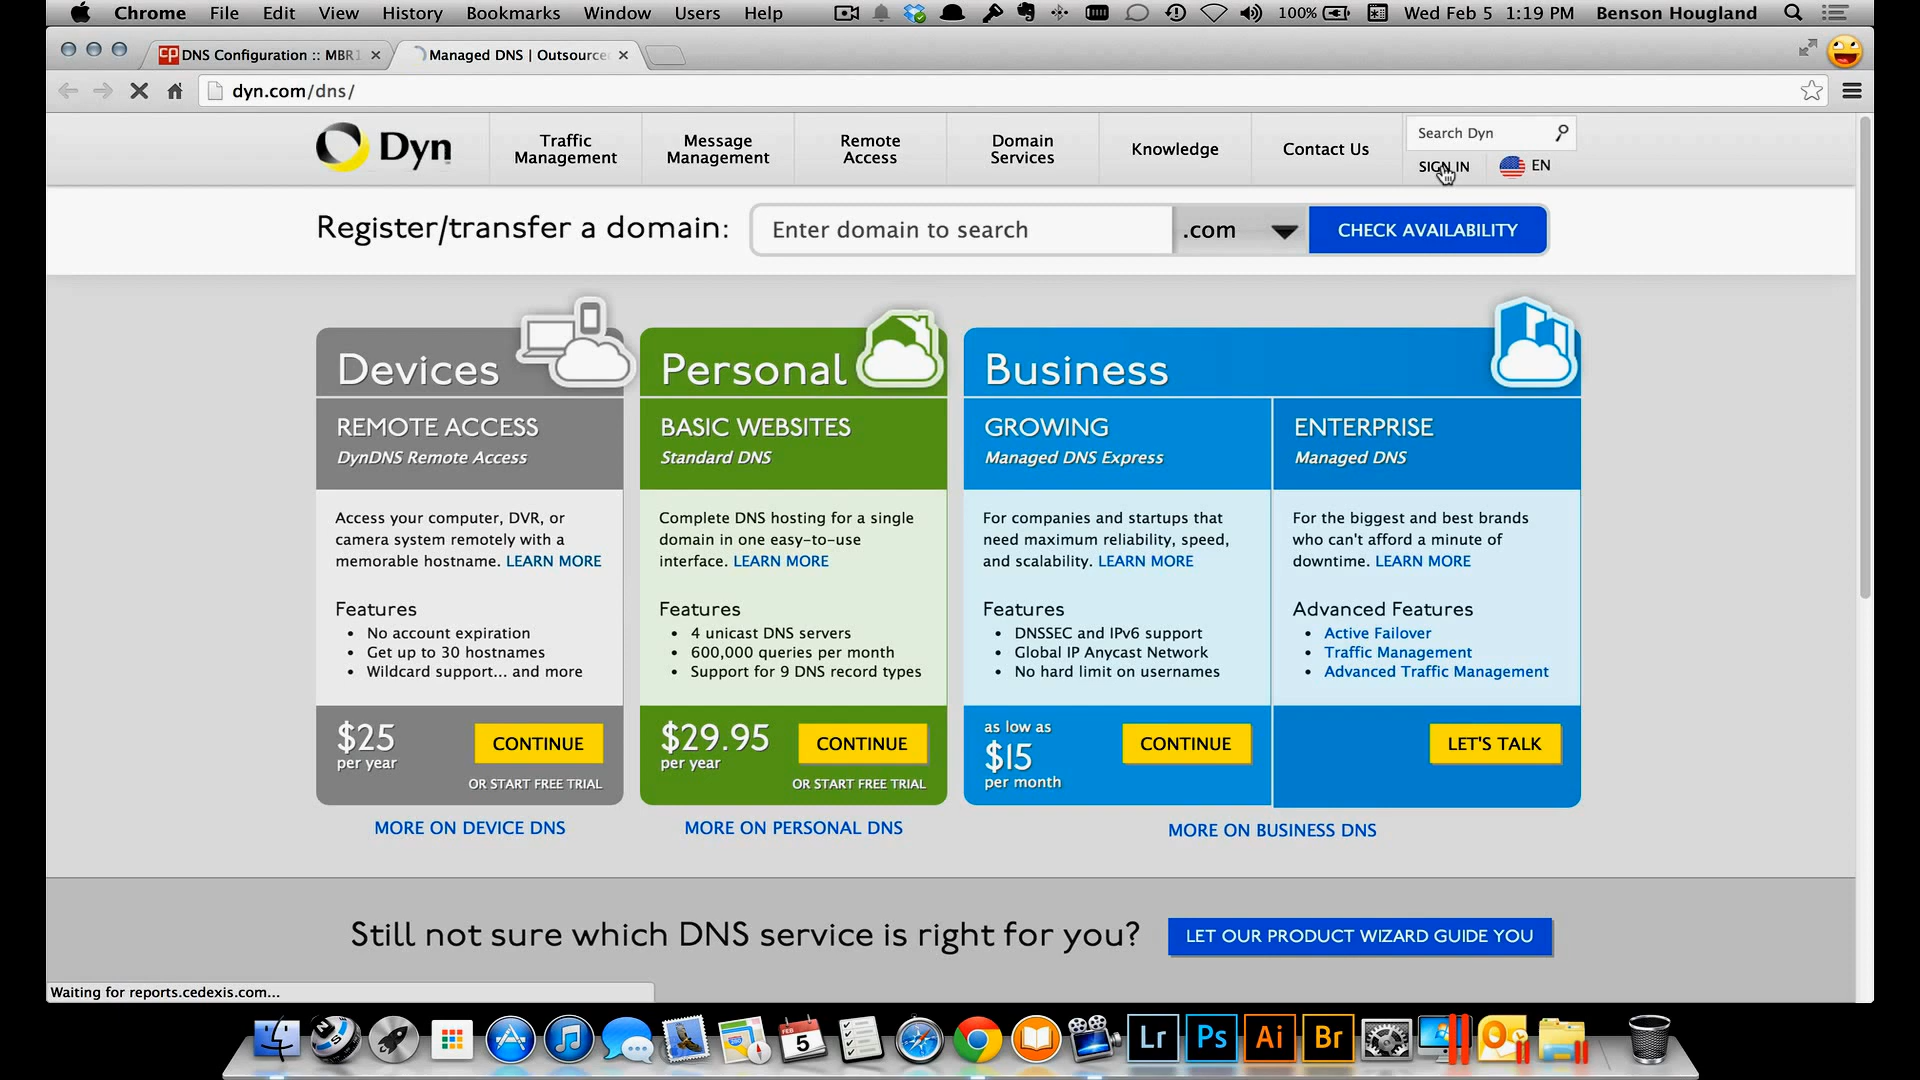 Chrome File Edit View History Bookmarks Window Users Help 100% Wed Feb 5 1:19 PM Benson Hougland
DNS Configuration :: MBR1
Managed DNS | Outsource
dyn.com/dns/
Dyn
Traffic
Management
Message
Management
Remote
Access
Domain
Services
Knowledge
Contact Us
Search Dyn
SIGN IN
EN
Register/transfer a domain:
Enter domain to search
.com
CHECK AVAILABILITY
Devices
REMOTE ACCESS
DynDNS Remote Access
Access your computer, DVR, or
camera system remotely with a
memorable hostname. LEARN MORE
Features
• No account expiration
• Get up to 30 hostnames
• Wildcard support... and more
$25
per year
CONTINUE
OR START FREE TRIAL
MORE ON DEVICE DNS
Personal
BASIC WEBSITES
Standard DNS
Complete DNS hosting for a single
domain in one easy-to-use
interface. LEARN MORE
Features
• 4 unicast DNS servers
• 600,000 queries per month
• Support for 9 DNS record types
$29.95
per year
CONTINUE
OR START FREE TRIAL
MORE ON PERSONAL DNS
Business
GROWING
Managed DNS Express
For companies and startups that
need maximum reliability, speed,
and scalability. LEARN MORE
Features
• DNSSEC and IPv6 support
• Global IP Anycast Network
• No hard limit on usernames
as low as
$15
per month
CONTINUE
ENTERPRISE
Managed DNS
For the biggest and best brands
who can't afford a minute of
downtime. LEARN MORE
Advanced Features
• Active Failover
• Traffic Management
• Advanced Traffic Management
LET'S TALK
MORE ON BUSINESS DNS
Still not sure which DNS service is right for you?
LET OUR PRODUCT WIZARD GUIDE YOU
Waiting for reports.cedexis.com...
FEB
5
Lr
Ps
Ai
Br